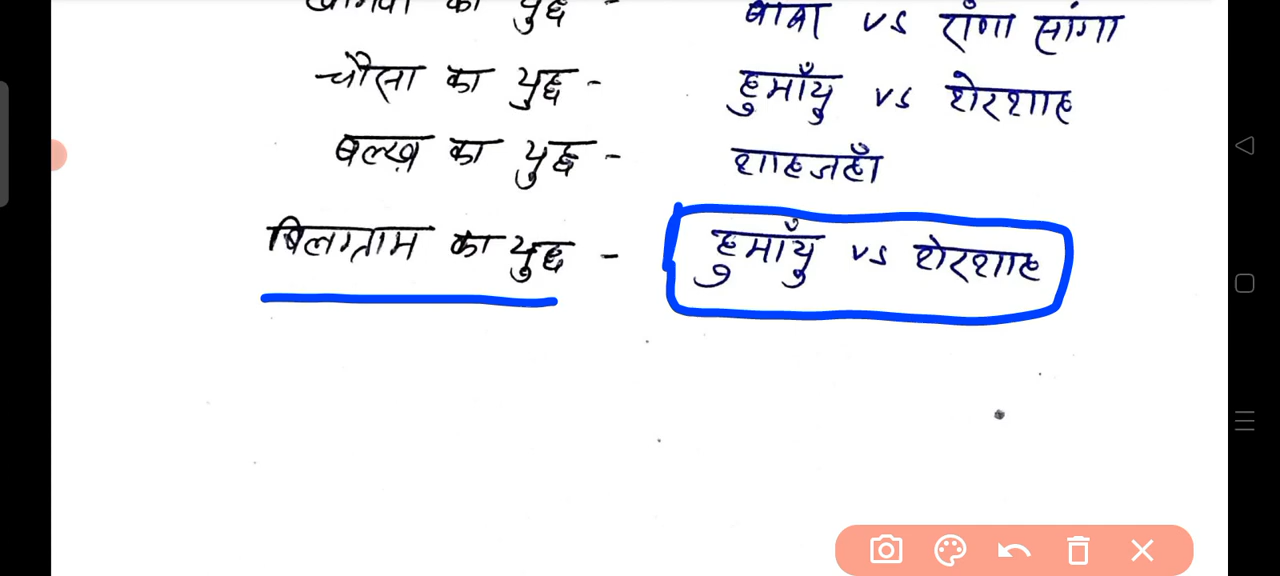 का युद्ध - बाबा vs राँणा सांगा
चौसा का युद्ध - हुमाँयु vs शेरशाह
बल्ख़ का युद्ध - शाहजहाँ
बिलग्राम का युद्ध - हुमाँयु vs शेरशाह